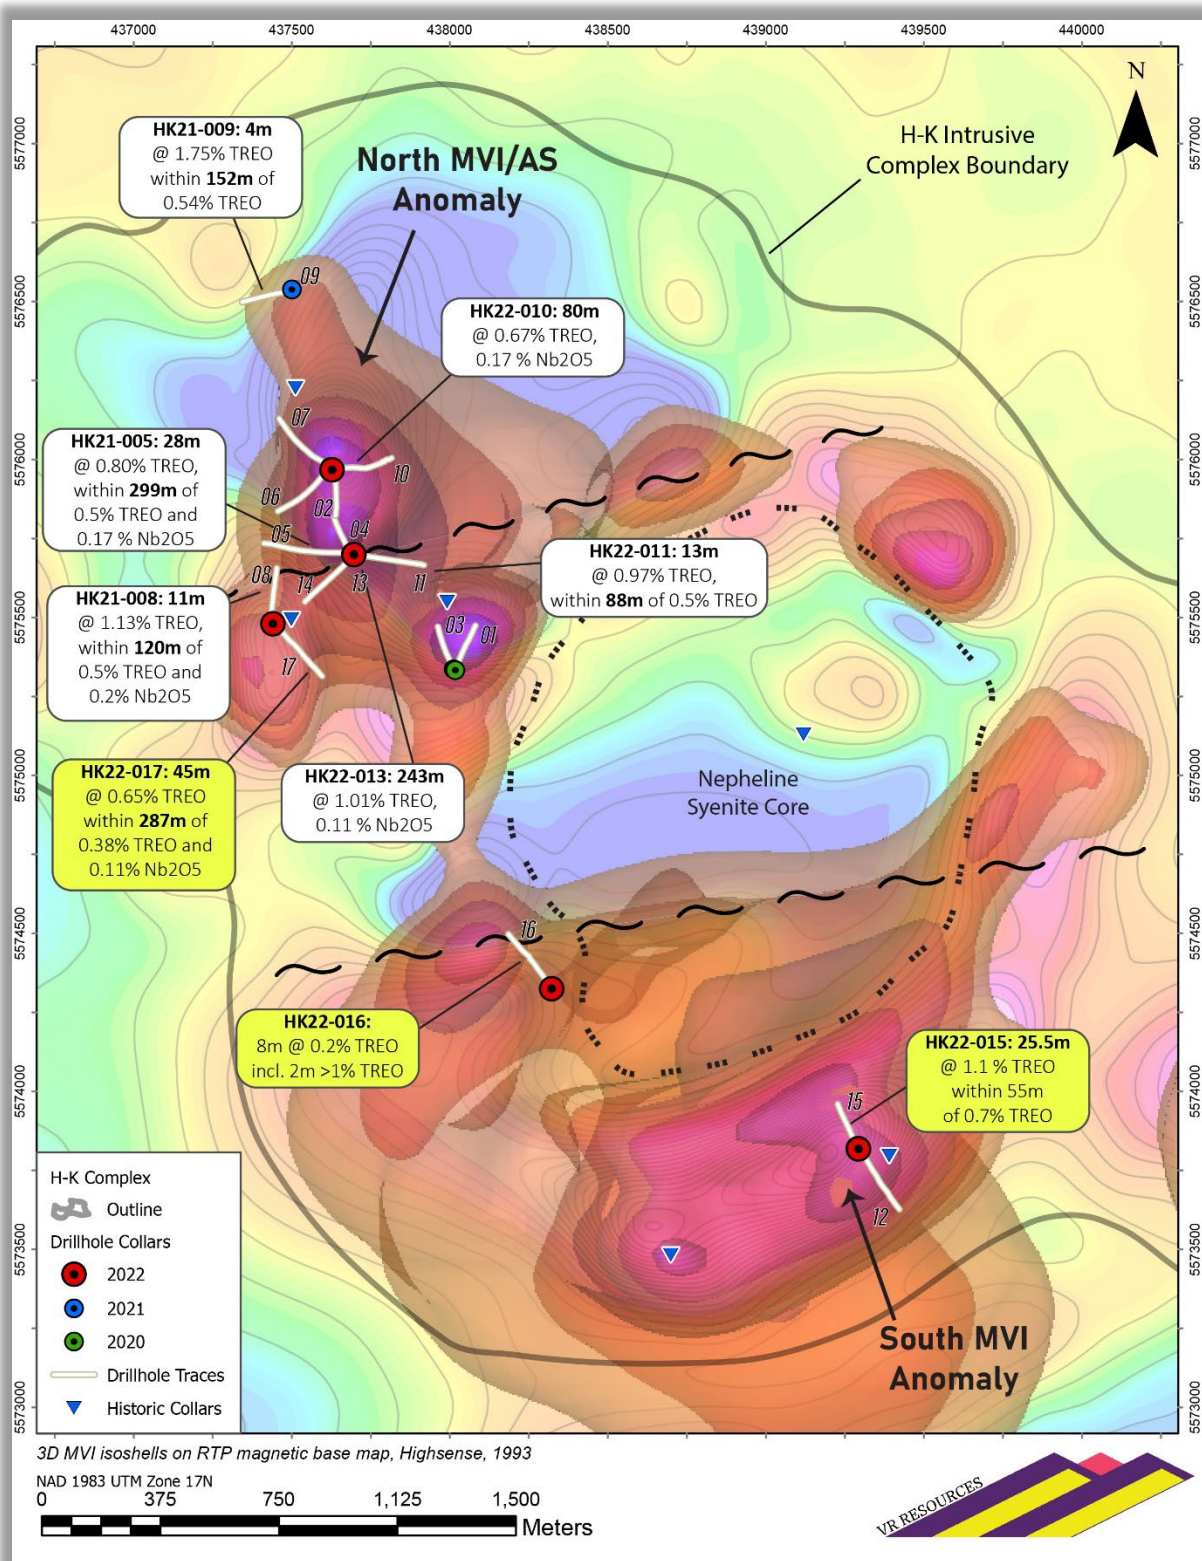 437000 437500 438000 438500 439000 439500 440000
5577000
5576500
5576000
5575500
5575000
5574500
5574000
5573500
5573000
5577000
5576500
5576000
5575500
5575000
5574500
5574000
5573500
5573000
N
H-K Intrusive
Complex Boundary
HK21-009: 4m
@ 1.75% TREO
within 152m of
0.54% TREO
North MVI/AS
Anomaly
09
HK22-010: 80m
@ 0.67% TREO,
0.17 % Nb2O5
07
10
06
02
HK21-005: 28m
@ 0.80% TREO,
within 299m of
0.5% TREO and
0.17 % Nb2O5
05
04
08
14
13
11
HK22-011: 13m
@ 0.97% TREO,
within 88m of 0.5% TREO
HK21-008: 11m
@ 1.13% TREO,
within 120m of
0.5% TREO and
0.2% Nb2O5
03
01
17
HK22-017: 45m
@ 0.65% TREO
within 287m of
0.38% TREO and
0.11% Nb2O5
HK22-013: 243m
@ 1.01% TREO,
0.11 % Nb2O5
Nepheline
Syenite Core
16
HK22-016:
8m @ 0.2% TREO
incl. 2m >1% TREO
HK22-015: 25.5m
@ 1.1 % TREO
within 55m
of 0.7% TREO
15
12
South MVI
Anomaly
H-K Complex
Outline
Drillhole Collars
2022
2021
2020
Drillhole Traces
Historic Collars
3D MVI isoshells on RTP magnetic base map, Highsense, 1993
NAD 1983 UTM Zone 17N
0 375 750 1,125 1,500
Meters
VR RESOURCES